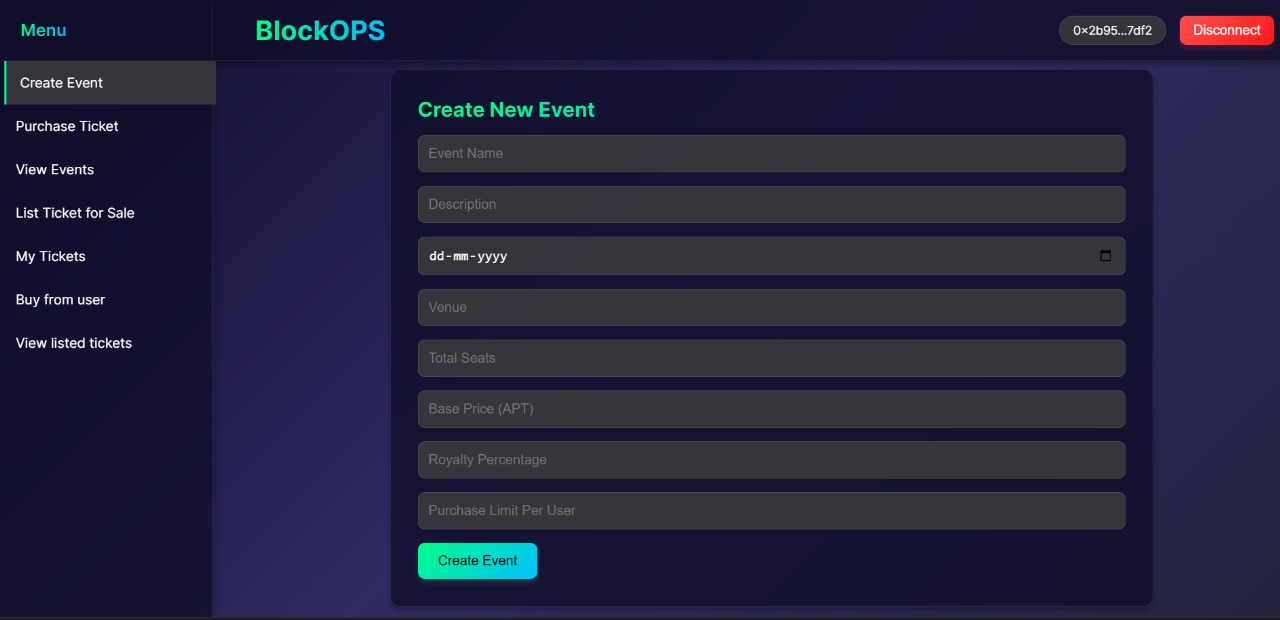 Menu
BlockOPS
0×2b95...7df2
Disconnect
Create Event
Purchase Ticket
View Events
List Ticket for Sale
My Tickets
Buy from user
View listed tickets
Create New Event
Event Name
Description
dd-mm-yyyy
Venue
Total Seats
Base Price (APT)
Royalty Percentage
Purchase Limit Per User
Create Event